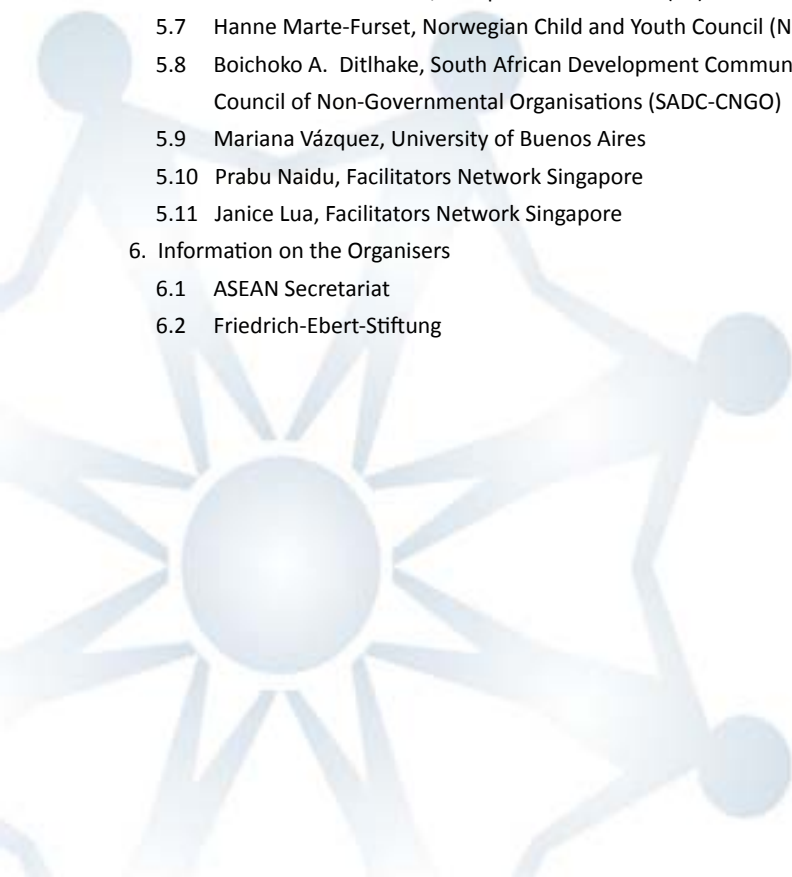 5.7 Hanne Marte-Furset, Norwegian Child and Youth Council (N
5.8 Boichoko A. Ditlhake, South African Development Commun
Council of Non-Governmental Organisations (SADC-CNGO)
5.9 Mariana Vázquez, University of Buenos Aires
5.10 Prabu Naidu, Facilitators Network Singapore
5.11 Janice Lua, Facilitators Network Singapore
6. Information on the Organisers
6.1 ASEAN Secretariat
6.2 Friedrich-Ebert-Stiftung